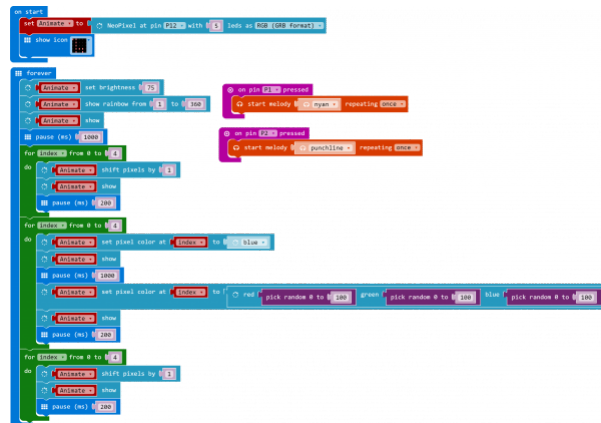 on start
set Animate to NeoPixel at pin P12 with 5 leds as RGB (GRB format)
show icon
forever
Animate set brightness 75
Animate show rainbow from 1 to 360
Animate show
pause (ms) 1000
for index from 0 to 4
do Animate shift pixels by 1
Animate show
pause (ms) 200
for index from 0 to 4
do Animate set pixel color at index to blue
Animate show
pause (ms) 1000
Animate set pixel color at index to red pick random 0 to 100 green pick random 0 to 100 blue pick random 0 to 100
Animate show
pause (ms) 200
for index from 0 to 4
do Animate shift pixels by 1
Animate show
pause (ms) 200
on pin P1 pressed
start melody nyan repeating once
on pin P2 pressed
start melody punchline repeating once